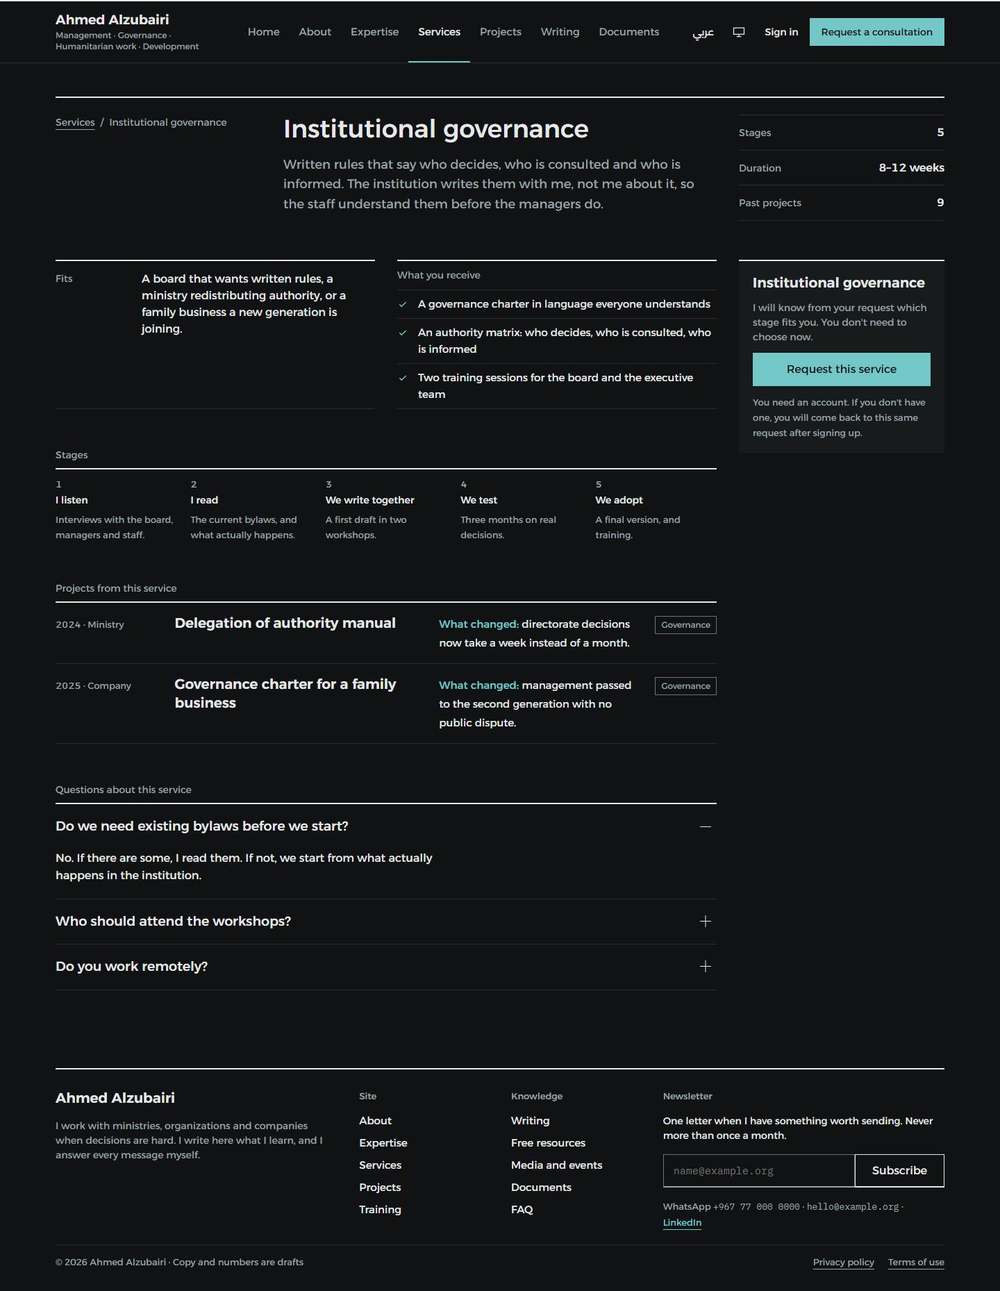 Ahmed Alzubairi
Management · Governance ·
Humanitarian work · Development
Home About Expertise Services Projects Writing Documents عربي Sign in Request a consultation
Services / Institutional governance
Institutional governance
Written rules that say who decides, who is consulted and who is
informed. The institution writes them with me, not me about it, so
the staff understand them before the managers do.
Stages 5
Duration 8–12 weeks
Past projects 9
Fits
A board that wants written rules, a
ministry redistributing authority, or a
family business a new generation is
joining.
What you receive
A governance charter in language everyone understands
An authority matrix: who decides, who is consulted, who
is informed
Two training sessions for the board and the executive
team
Institutional governance
I will know from your request which
stage fits you. You don't need to
choose now.
Request this service
You need an account. If you don't have
one, you will come back to this same
request after signing up.
Stages
1
I listen
Interviews with the board,
managers and staff.
2
I read
The current bylaws, and
what actually happens.
3
We write together
A first draft in two
workshops.
4
We test
Three months on real
decisions.
5
We adopt
A final version, and
training.
Projects from this service
2024 · Ministry
Delegation of authority manual
What changed: directorate decisions
now take a week instead of a month.
Governance
2025 · Company
Governance charter for a family
business
What changed: management passed
to the second generation with no
public dispute.
Governance
Questions about this service
Do we need existing bylaws before we start?
No. If there are some, I read them. If not, we start from what actually
happens in the institution.
Who should attend the workshops?
Do you work remotely?
Ahmed Alzubairi
I work with ministries, organizations and companies
when decisions are hard. I write here what I learn, and I
answer every message myself.
Site
About
Expertise
Services
Projects
Training
Knowledge
Writing
Free resources
Media and events
Documents
FAQ
Newsletter
One letter when I have something worth sending. Never
more than once a month.
name@example.org Subscribe
WhatsApp +967 77 000 0000 · hello@example.org ·
LinkedIn
© 2026 Ahmed Alzubairi · Copy and numbers are drafts
Privacy policy Terms of use